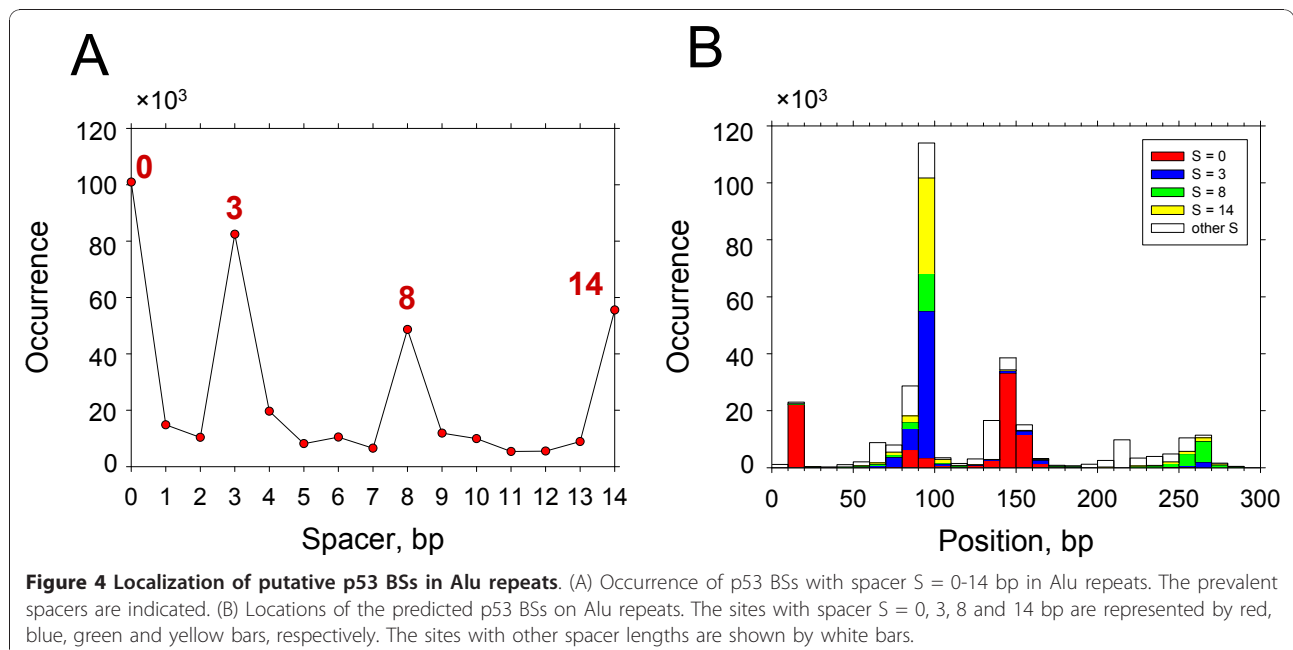 A
×10³
120
100
80
60
40
20
0
Occurrence
0
3
8
14
0 1 2 3 4 5 6 7 8 9 10 11 12 13 14
Spacer, bp
B
×10³
120
100
80
60
40
20
0
Occurrence
S = 0
S = 3
S = 8
S = 14
other S
0 50 100 150 200 250 300
Position, bp
Figure 4 Localization of putative p53 BSs in Alu repeats. (A) Occurrence of p53 BSs with spacer S = 0-14 bp in Alu repeats. The prevalent
spacers are indicated. (B) Locations of the predicted p53 BSs on Alu repeats. The sites with spacer S = 0, 3, 8 and 14 bp are represented by red,
blue, green and yellow bars, respectively. The sites with other spacer lengths are shown by white bars.